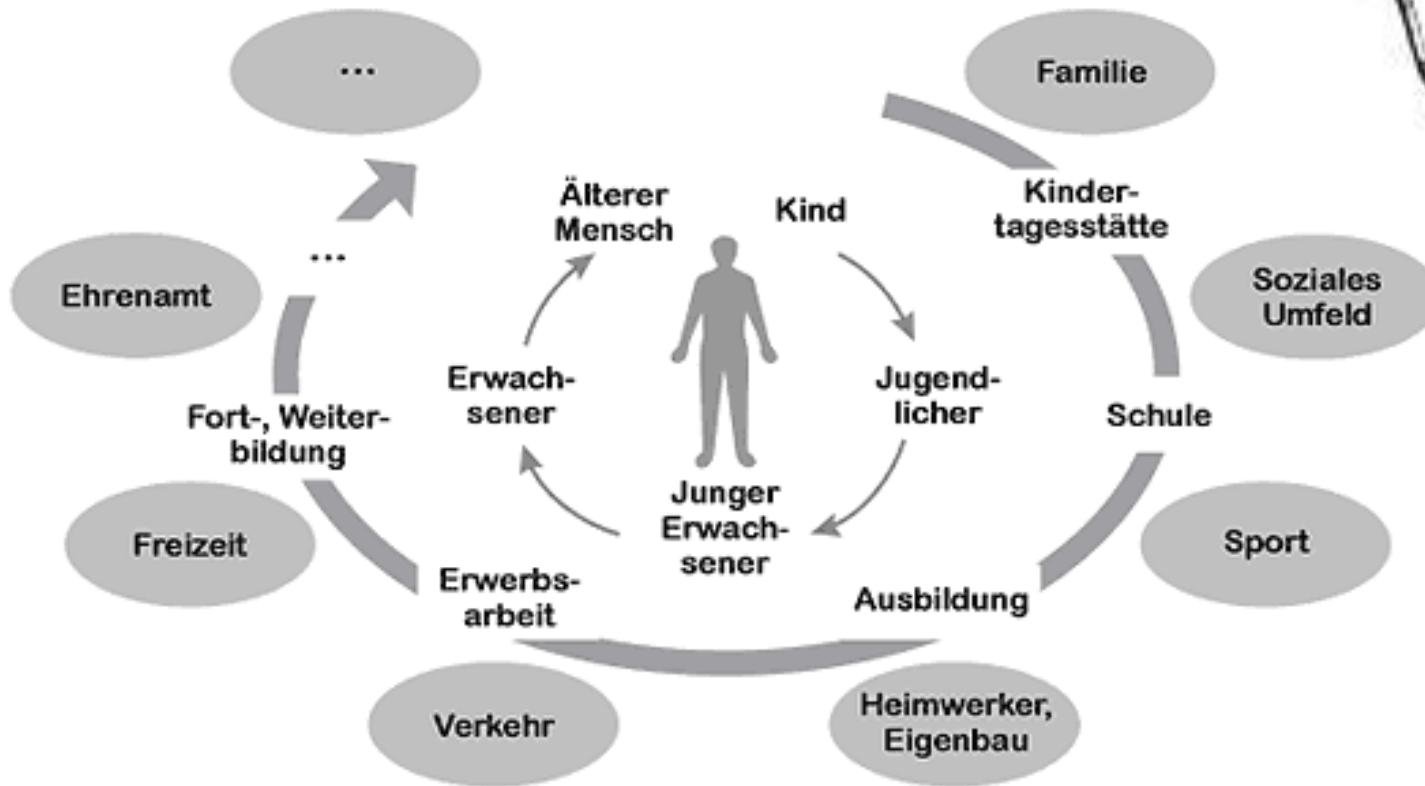 ...
Familie
Älterer
Mensch
Kind
Kinder-
tagesstätte
...
Ehrenamt
Soziales
Umfeld
Erwach-
sener
Jugend-
licher
Fort-, Weiter-
bildung
Schule
Junger
Erwach-
sener
Freizeit
Sport
Erwerbs-
arbeit
Ausbildung
Verkehr
Heimwerker,
Eigenbau